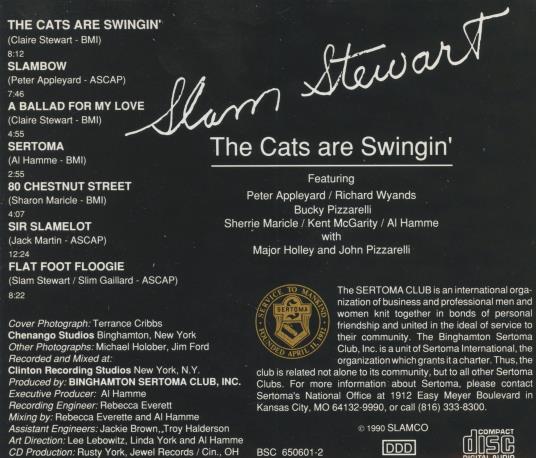 THE CATS ARE SWINGIN'
(Claire Stewart - BMI)
8:12
SLAMBOW
(Peter Appleyard - ASCAP)
7:46
A BALLAD FOR MY LOVE
(Claire Stewart - BMI)
4:55
SERTOMA
(Al Hamme - BMI)
2:55
80 CHESTNUT STREET
(Sharon Maricle - BMI)
4:07
SIR SLAMELOT
(Jack Martin - ASCAP)
12:24
FLAT FOOT FLOOGIE
(Slam Stewart / Slim Gaillard - ASCAP)
8:22
Slam Stewart
The Cats are Swingin'
Featuring
Peter Appleyard / Richard Wyands
Bucky Pizzarelli
Sherrie Maricle / Kent McGarity / Al Hamme
with
Major Holley and John Pizzarelli
Cover Photograph: Terrance Cribbs
Chenango Studios Binghamton, New York
Other Photographs: Michael Holober, Jim Ford
Recorded and Mixed at:
Clinton Recording Studios New York, N.Y.
Produced by: BINGHAMTON SERTOMA CLUB, INC.
Executive Producer: Al Hamme
Recording Engineer: Rebecca Everett
Mixing by: Rebecca Everette and Al Hamme
Assistant Engineers: Jackie Brown,,Troy Halderson
Art Direction: Lee Lebowitz, Linda York and Al Hamme
CD Production: Rusty York, Jewel Records / Cin., OH
SERVICE TO MANKIND
SERTOMA
FOUNDED APRIL 11, 1912
The SERTOMA CLUB is an international orga-
nization of business and professional men and
women knit together in bonds of personal
friendship and united in the ideal of service to
their community. The Binghamton Sertoma
Club, Inc. is a unit of Sertoma International, the
organization which grants it a charter. Thus, the
club is related not alone to its community, but to all other Sertoma
Clubs. For more information about Sertoma, please contact
Sertoma's National Office at 1912 Easy Meyer Boulevard in
Kansas City, MO 64132-9990, or call (816) 333-8300.
© 1990 SLAMCO
BSC 650601-2
DDD
COMPACT
disc
DIGITAL AUDIO